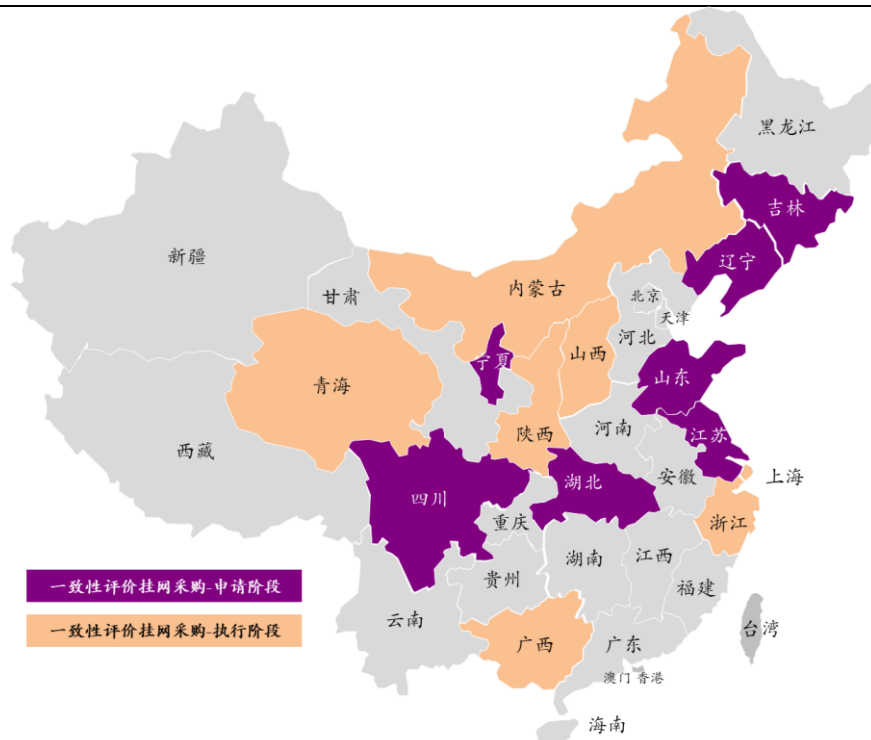 黑龙江
吉林
辽宁
新疆
内蒙古
甘肃
北京
天津
河北
宁夏
山西
山东
青海
陕西
河南
江苏
西藏
四川
湖北
安徽
上海
重庆
浙江
湖南
江西
贵州
福建
云南
广西
广东
台湾
澳门 香港
海南
一致性评价挂网采购-申请阶段
一致性评价挂网采购-执行阶段